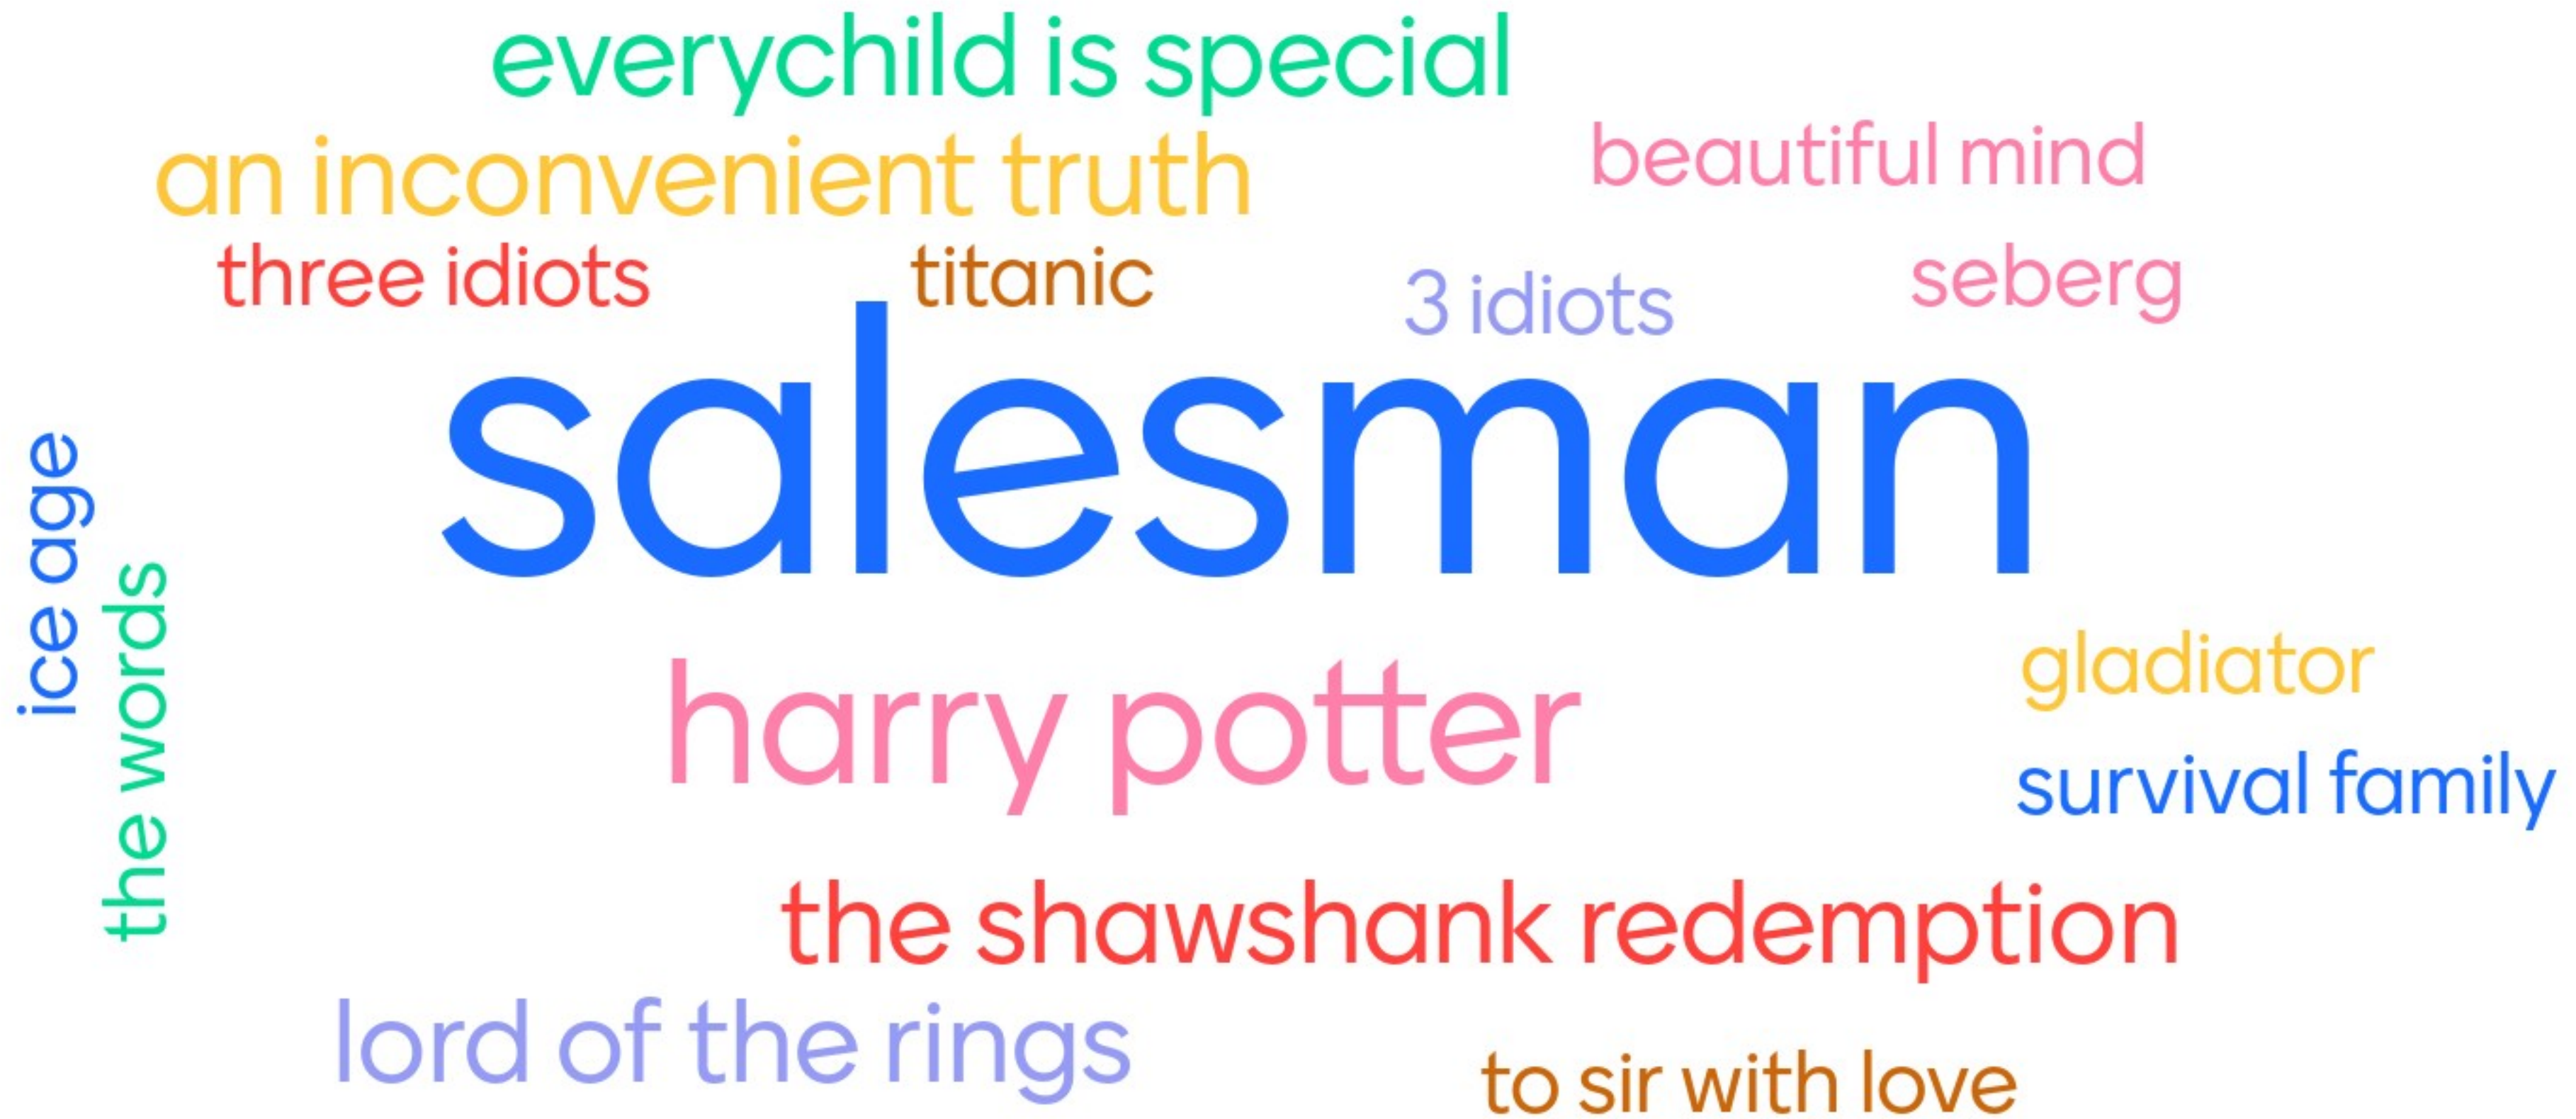 everychild is special
an inconvenient truth
beautiful mind
three idiots
titanic
3 idiots
seberg
salesman
ice age
the words
harry potter
gladiator
survival family
the shawshank redemption
lord of the rings
to sir with love